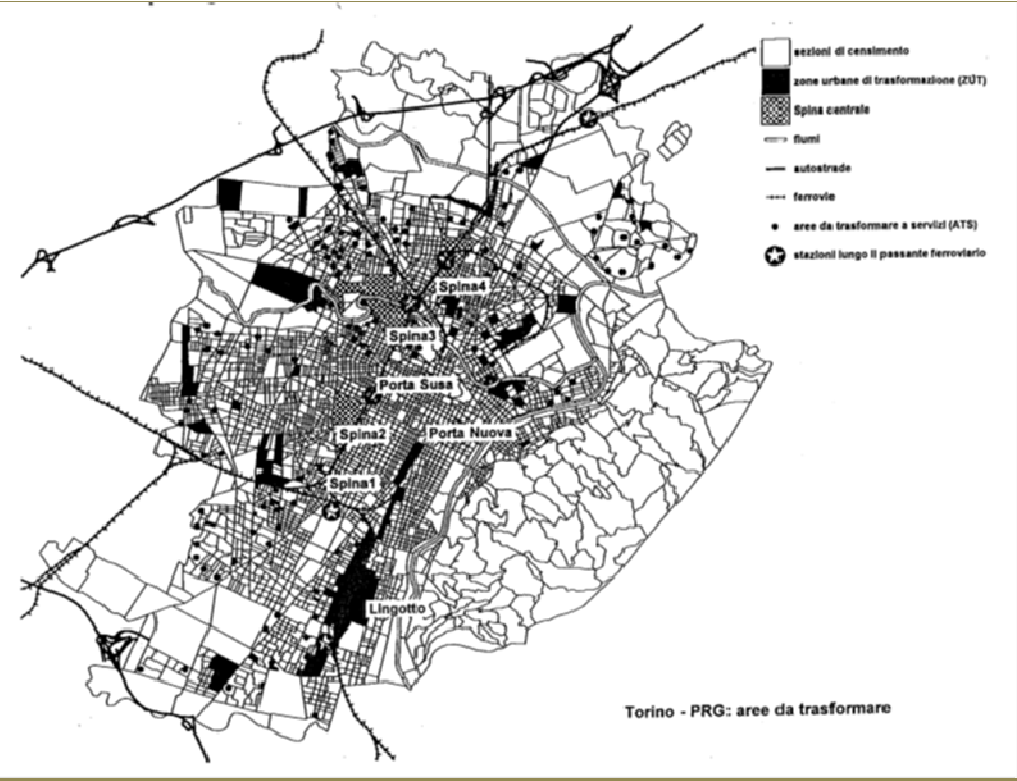 sezioni di censimento
zone urbane di trasformazione (ZUT)
Spina centrale
fiumi
autostrade
ferrovie
aree da trasformare a servizi (ATS)
stazioni lungo il passante ferroviario
Spina4
Spina3
Porta Susa
Spina2
Porta Nuova
Spina1
Lingotto
Torino - PRG: aree da trasformare